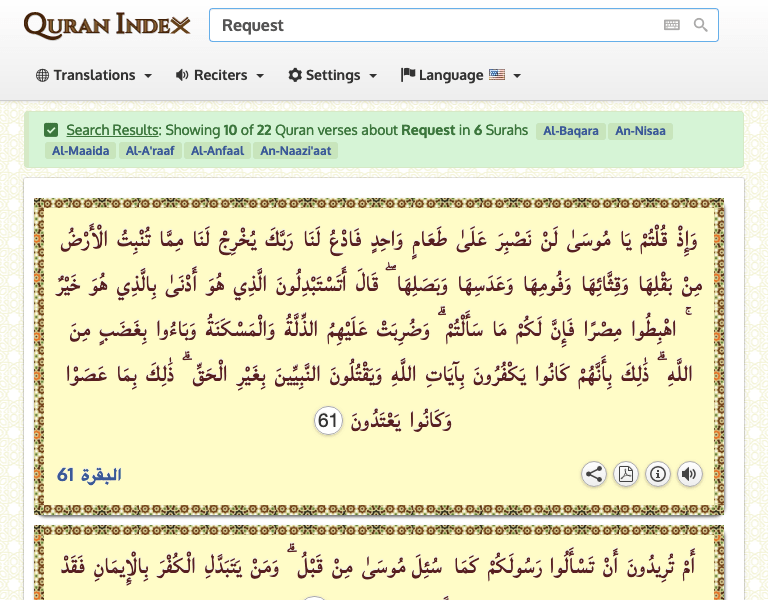 QURAN INDEX
Request
Translations Reciters Settings Language
Search Results: Showing 10 of 22 Quran verses about Request in 6 Surahs Al-Baqara An-Nisaa
Al-Maaida Al-A'raaf Al-Anfaal An-Naazi'aat
وَإِذْ قُلْتُمْ يَا مُوسَىٰ لَنْ نَصْبِرَ عَلَىٰ طَعَامٍ وَاحِدٍ فَادْعُ لَنَا رَبَّكَ يُخْرِجْ لَنَا مِمَّا تُنْبِتُ الْأَرْضُ
مِنْ بَقْلِهَا وَقِثَّائِهَا وَفُومِهَا وَعَدَسِهَا وَبَصَلِهَا ۖ قَالَ أَتَسْتَبْدِلُونَ الَّذِي هُوَ أَدْنَىٰ بِالَّذِي هُوَ خَيْرٌ
ۚ اهْبِطُوا مِصْرًا فَإِنَّ لَكُمْ مَا سَأَلْتُمْ ۗ وَضُرِبَتْ عَلَيْهِمُ الذِّلَّةُ وَالْمَسْكَنَةُ وَبَاءُوا بِغَضَبٍ مِنَ
اللَّهِ ۗ ذَٰلِكَ بِأَنَّهُمْ كَانُوا يَكْفُرُونَ بِآيَاتِ اللَّهِ وَيَقْتُلُونَ النَّبِيِّينَ بِغَيْرِ الْحَقِّ ۗ ذَٰلِكَ بِمَا عَصَوْا
وَكَانُوا يَعْتَدُونَ 61
البقرة 61
أَمْ تُرِيدُونَ أَنْ تَسْأَلُوا رَسُولَكُمْ كَمَا سُئِلَ مُوسَىٰ مِنْ قَبْلُ ۗ وَمَنْ يَتَبَدَّلِ الْكُفْرَ بِالْإِيمَانِ فَقَدْ